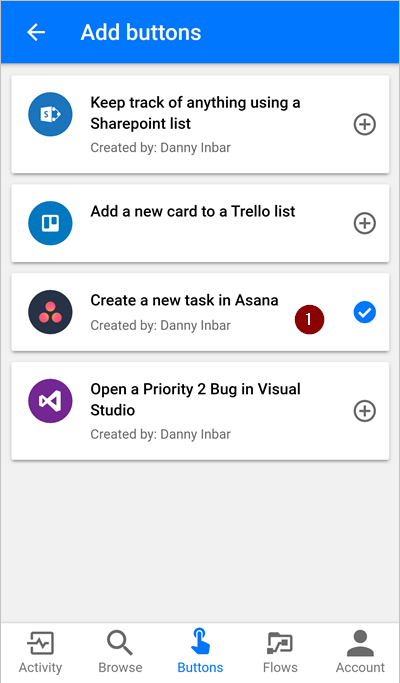 Add buttons
Keep track of anything using a
Sharepoint list
Created by: Danny Inbar
Add a new card to a Trello list
Create a new task in Asana
Created by: Danny Inbar
1
Open a Priority 2 Bug in Visual
Studio
Created by: Danny Inbar
Activity Browse Buttons Flows Account